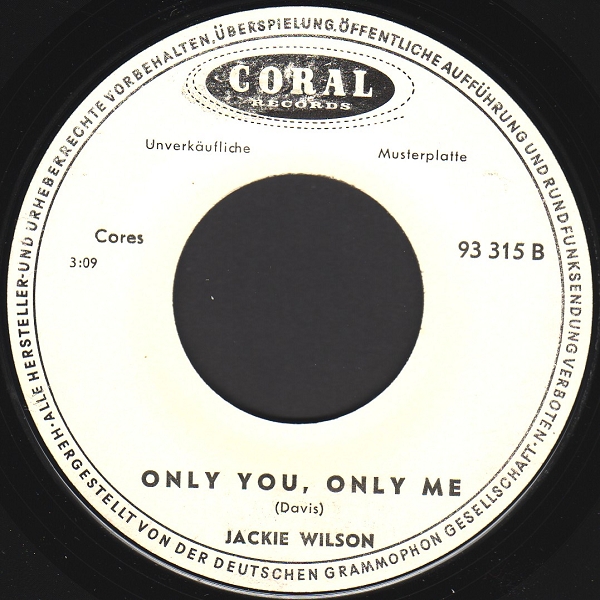 ALLE HERSTELLER-UND URHEBERRECHTE VORBEHALTEN, ÜBERSPIELUNG, ÖFFENTLICHE AUFFÜHRUNG UND RUNDFUNKSENDUNG VERBOTEN·
CORAL
RECORDS
Unverkäufliche Musterplatte
Cores 93 315 B
3:09
ONLY YOU, ONLY ME
(Davis)
JACKIE WILSON
·HERGESTELLT VON DER DEUTSCHEN GRAMMOPHON GESELLSCHAFT·